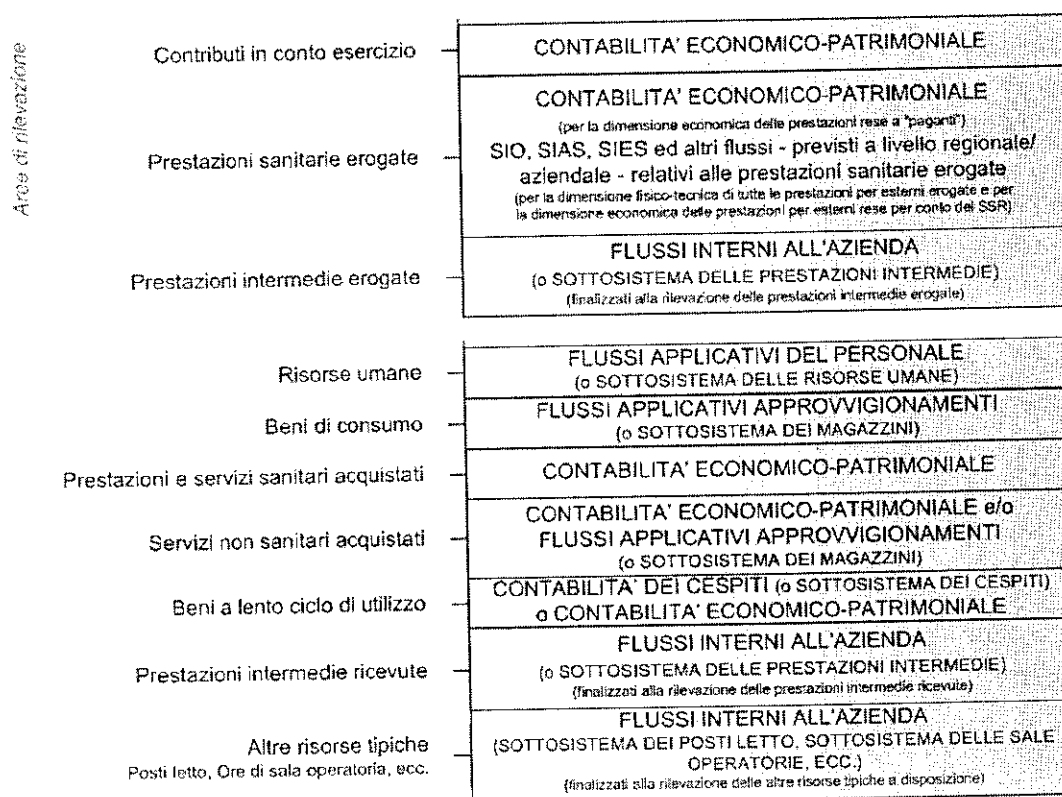 Aree di rilevazione
Contributi in conto esercizio
CONTABILITA' ECONOMICO-PATRIMONIALE
Prestazioni sanitarie erogate
CONTABILITA' ECONOMICO-PATRIMONIALE
(per la dimensione economica delle prestazioni rese a "paganti")
SIO, SIAS, SIES ed altri flussi - previsti a livello regionale/
aziendale - relativi alle prestazioni sanitarie erogate
(per la dimensione fisico-tecnica di tutte le prestazioni per esterni erogate e per
la dimensione economica delle prestazioni per esterni rese per conto del SSR)
Prestazioni intermedie erogate
FLUSSI INTERNI ALL'AZIENDA
(o SOTTOSISTEMA DELLE PRESTAZIONI INTERMEDIE)
(finalizzati alla rilevazione delle prestazioni intermedie erogate)
Risorse umane
FLUSSI APPLICATIVI DEL PERSONALE
(o SOTTOSISTEMA DELLE RISORSE UMANE)
Beni di consumo
FLUSSI APPLICATIVI APPROVVIGIONAMENTI
(o SOTTOSISTEMA DEI MAGAZZINI)
Prestazioni e servizi sanitari acquistati
CONTABILITA' ECONOMICO-PATRIMONIALE
Servizi non sanitari acquistati
CONTABILITA' ECONOMICO-PATRIMONIALE e/o
FLUSSI APPLICATIVI APPROVVIGIONAMENTI
(o SOTTOSISTEMA DEI MAGAZZINI)
Beni a lento ciclo di utilizzo
CONTABILITA' DEI CESPITI (o SOTTOSISTEMA DEI CESPITI)
o CONTABILITA' ECONOMICO-PATRIMONIALE
Prestazioni intermedie ricevute
FLUSSI INTERNI ALL'AZIENDA
(o SOTTOSISTEMA DELLE PRESTAZIONI INTERMEDIE)
(finalizzati alla rilevazione delle prestazioni intermedie ricevute)
Altre risorse tipiche
Posti letto, Ore di sala operatoria, ecc.
FLUSSI INTERNI ALL'AZIENDA
(SOTTOSISTEMA DEI POSTI LETTO, SOTTOSISTEMA DELLE SALE
OPERATORIE, ECC.)
(finalizzati alla rilevazione delle altre risorse tipiche a disposizione)